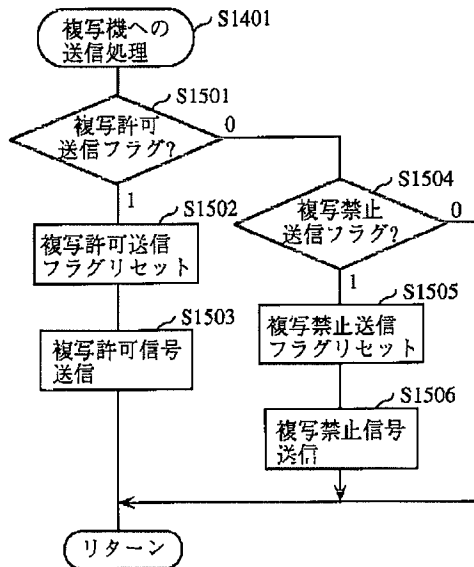 複写機への
送信処理
S1401
S1501
複写許可
送信フラグ?
0
1
S1502
複写許可送信
フラグリセット
S1503
複写許可信号
送信
S1504
複写禁止
送信フラグ?
0
1
S1505
複写禁止送信
フラグリセット
S1506
複写禁止信号
送信
リターン